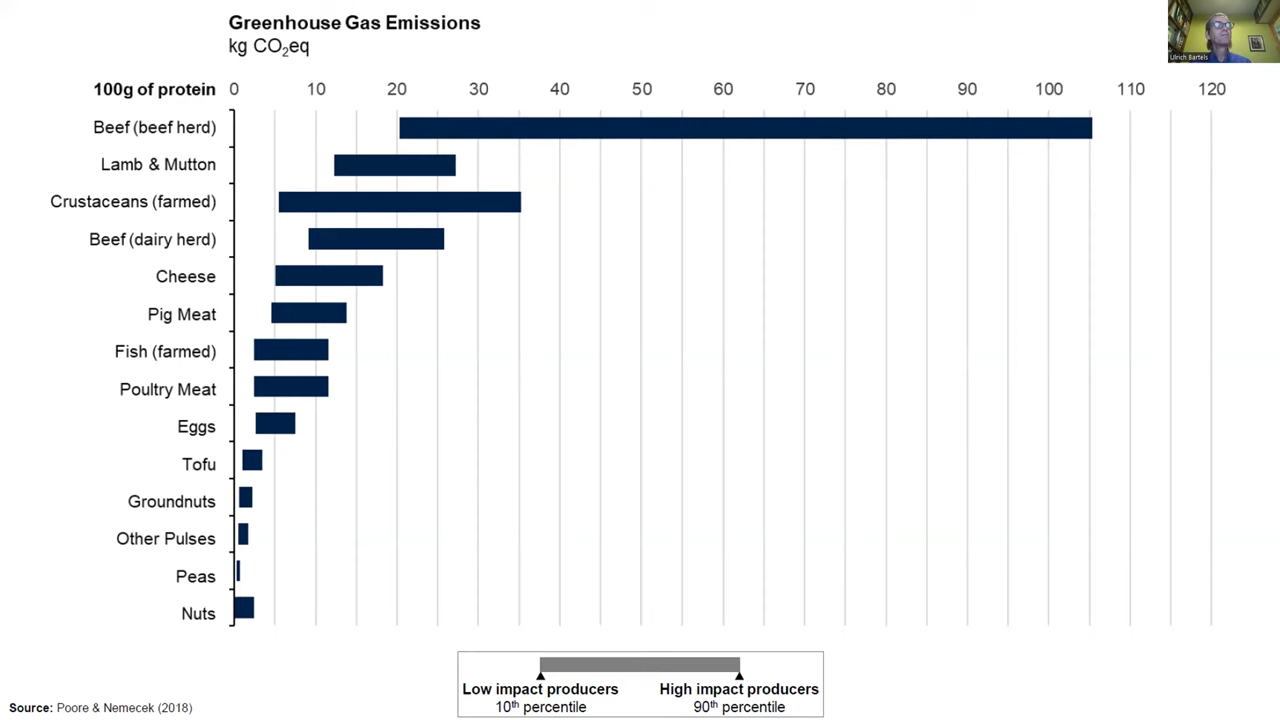 Greenhouse Gas Emissions
kg CO₂eq
100g of protein 0 10 20 30 40 50 60 70 80 90 100 110 120
Beef (beef herd)
Lamb & Mutton
Crustaceans (farmed)
Beef (dairy herd)
Cheese
Pig Meat
Fish (farmed)
Poultry Meat
Eggs
Tofu
Groundnuts
Other Pulses
Peas
Nuts
Low impact producers
10th percentile
High impact producers
90th percentile
Source: Poore & Nemecek (2018)
Ulrich Bartels